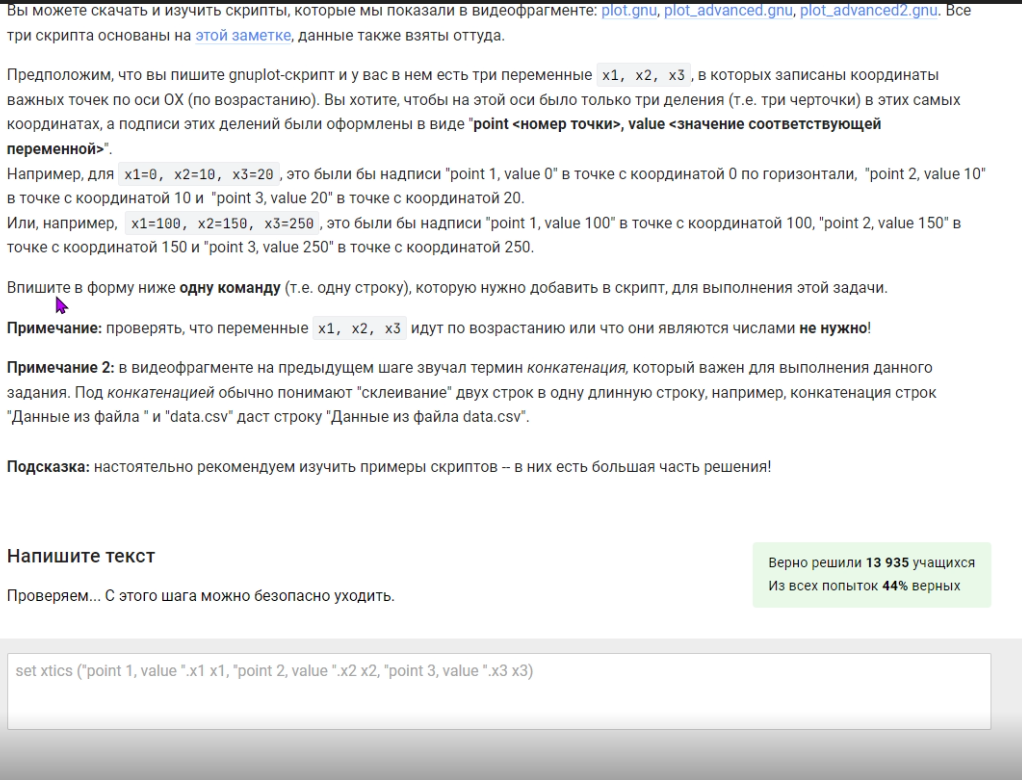 Вы можете скачать и изучить скрипты, которые мы показали в видеофрагменте: plot.gnu, plot_advanced.gnu, plot_advanced2.gnu. Все
три скрипта основаны на этой заметке, данные также взяты оттуда.
Предположим, что вы пишите gnuplot-скрипт и у вас в нем есть три переменные x1, x2, x3 , в которых записаны координаты
важных точек по оси OX (по возрастанию). Вы хотите, чтобы на этой оси было только три деления (т.е. три черточки) в этих самых
координатах, а подписи этих делений были оформлены в виде "point <номер точки>, value <значение соответствующей
переменной>".
Например, для x1=0, x2=10, x3=20 , это были бы надписи "point 1, value 0" в точке с координатой 0 по горизонтали, "point 2, value 10"
в точке с координатой 10 и "point 3, value 20" в точке с координатой 20.
Или, например, x1=100, x2=150, x3=250 , это были бы надписи "point 1, value 100" в точке с координатой 100, "point 2, value 150" в
точке с координатой 150 и "point 3, value 250" в точке с координатой 250.
Впишите в форму ниже одну команду (т.е. одну строку), которую нужно добавить в скрипт, для выполнения этой задачи.
Примечание: проверять, что переменные x1, x2, x3 идут по возрастанию или что они являются числами не нужно!
Примечание 2: в видеофрагменте на предыдущем шаге звучал термин конкатенация, который важен для выполнения данного
задания. Под конкатенацией обычно понимают "склеивание" двух строк в одну длинную строку, например, конкатенация строк
"Данные из файла " и "data.csv" даст строку "Данные из файла data.csv".
Подсказка: настоятельно рекомендуем изучить примеры скриптов -- в них есть большая часть решения!
Напишите текст
Верно решили 13 935 учащихся
Из всех попыток 44% верных
Проверяем... С этого шага можно безопасно уходить.
set xtics ("point 1, value ".x1 x1, "point 2, value ".x2 x2, "point 3, value ".x3 x3)